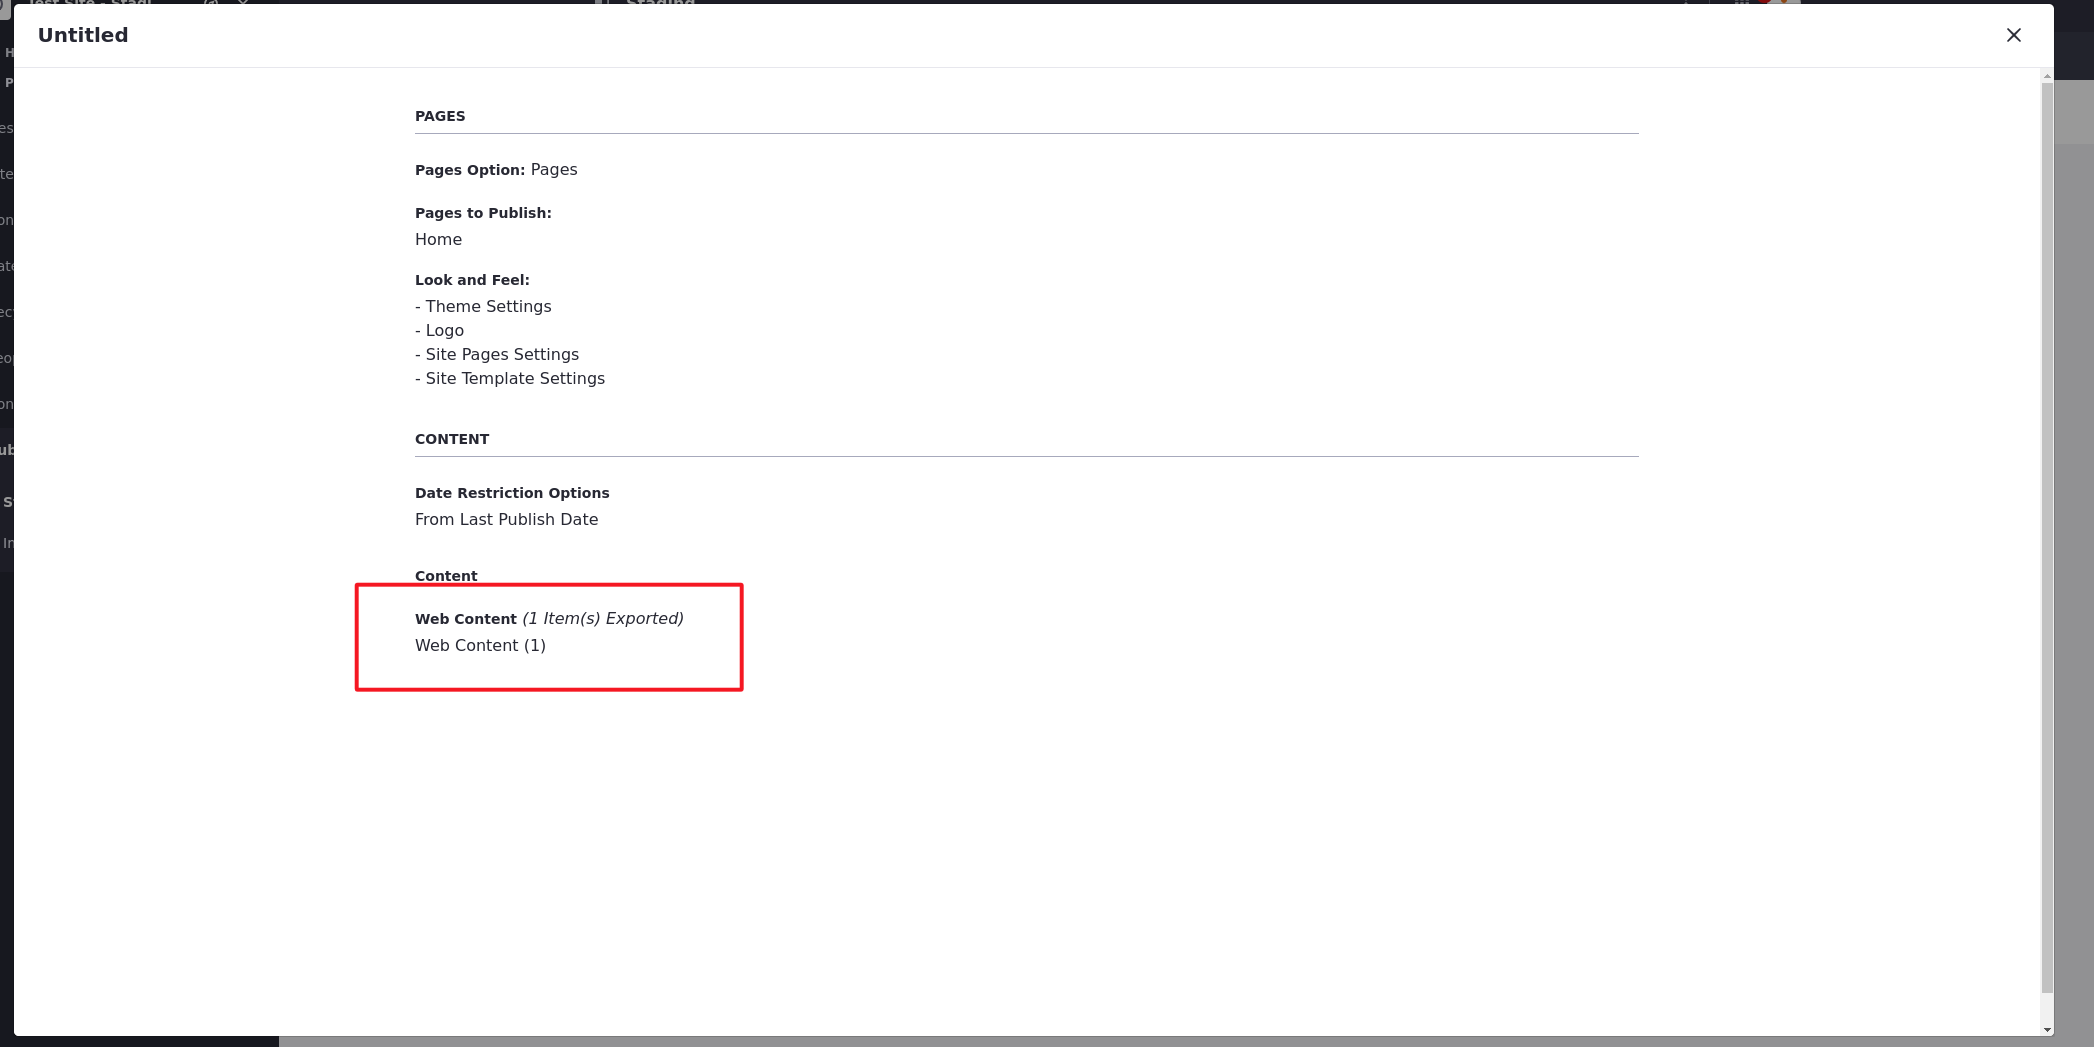 Untitled
PAGES
Pages Option: Pages
Pages to Publish:
Home
Look and Feel:
- Theme Settings
- Logo
- Site Pages Settings
- Site Template Settings
CONTENT
Date Restriction Options
From Last Publish Date
Content
Web Content (1 Item(s) Exported)
Web Content (1)